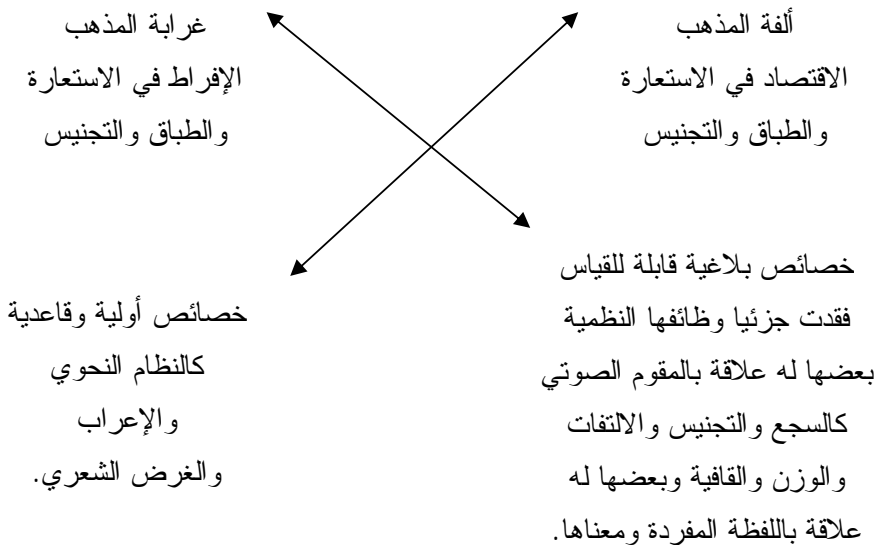 ألفة المذهب
الاقتصاد في الاستعارة
والطباق والتجنيس
غرابة المذهب
الإفراط في الاستعارة
والطباق والتجنيس
خصائص بلاغية قابلة للقياس
فقدت جزئيا وظائفها النظمية
بعضها له علاقة بالمقوم الصوتي
كالسجع والتجنيس والالتفات
والوزن والقافية وبعضها له
علاقة باللفظة المفردة ومعناها.
خصائص أولية وقاعدية
كالنظام النحوي
والإعراب
والغرض الشعري.